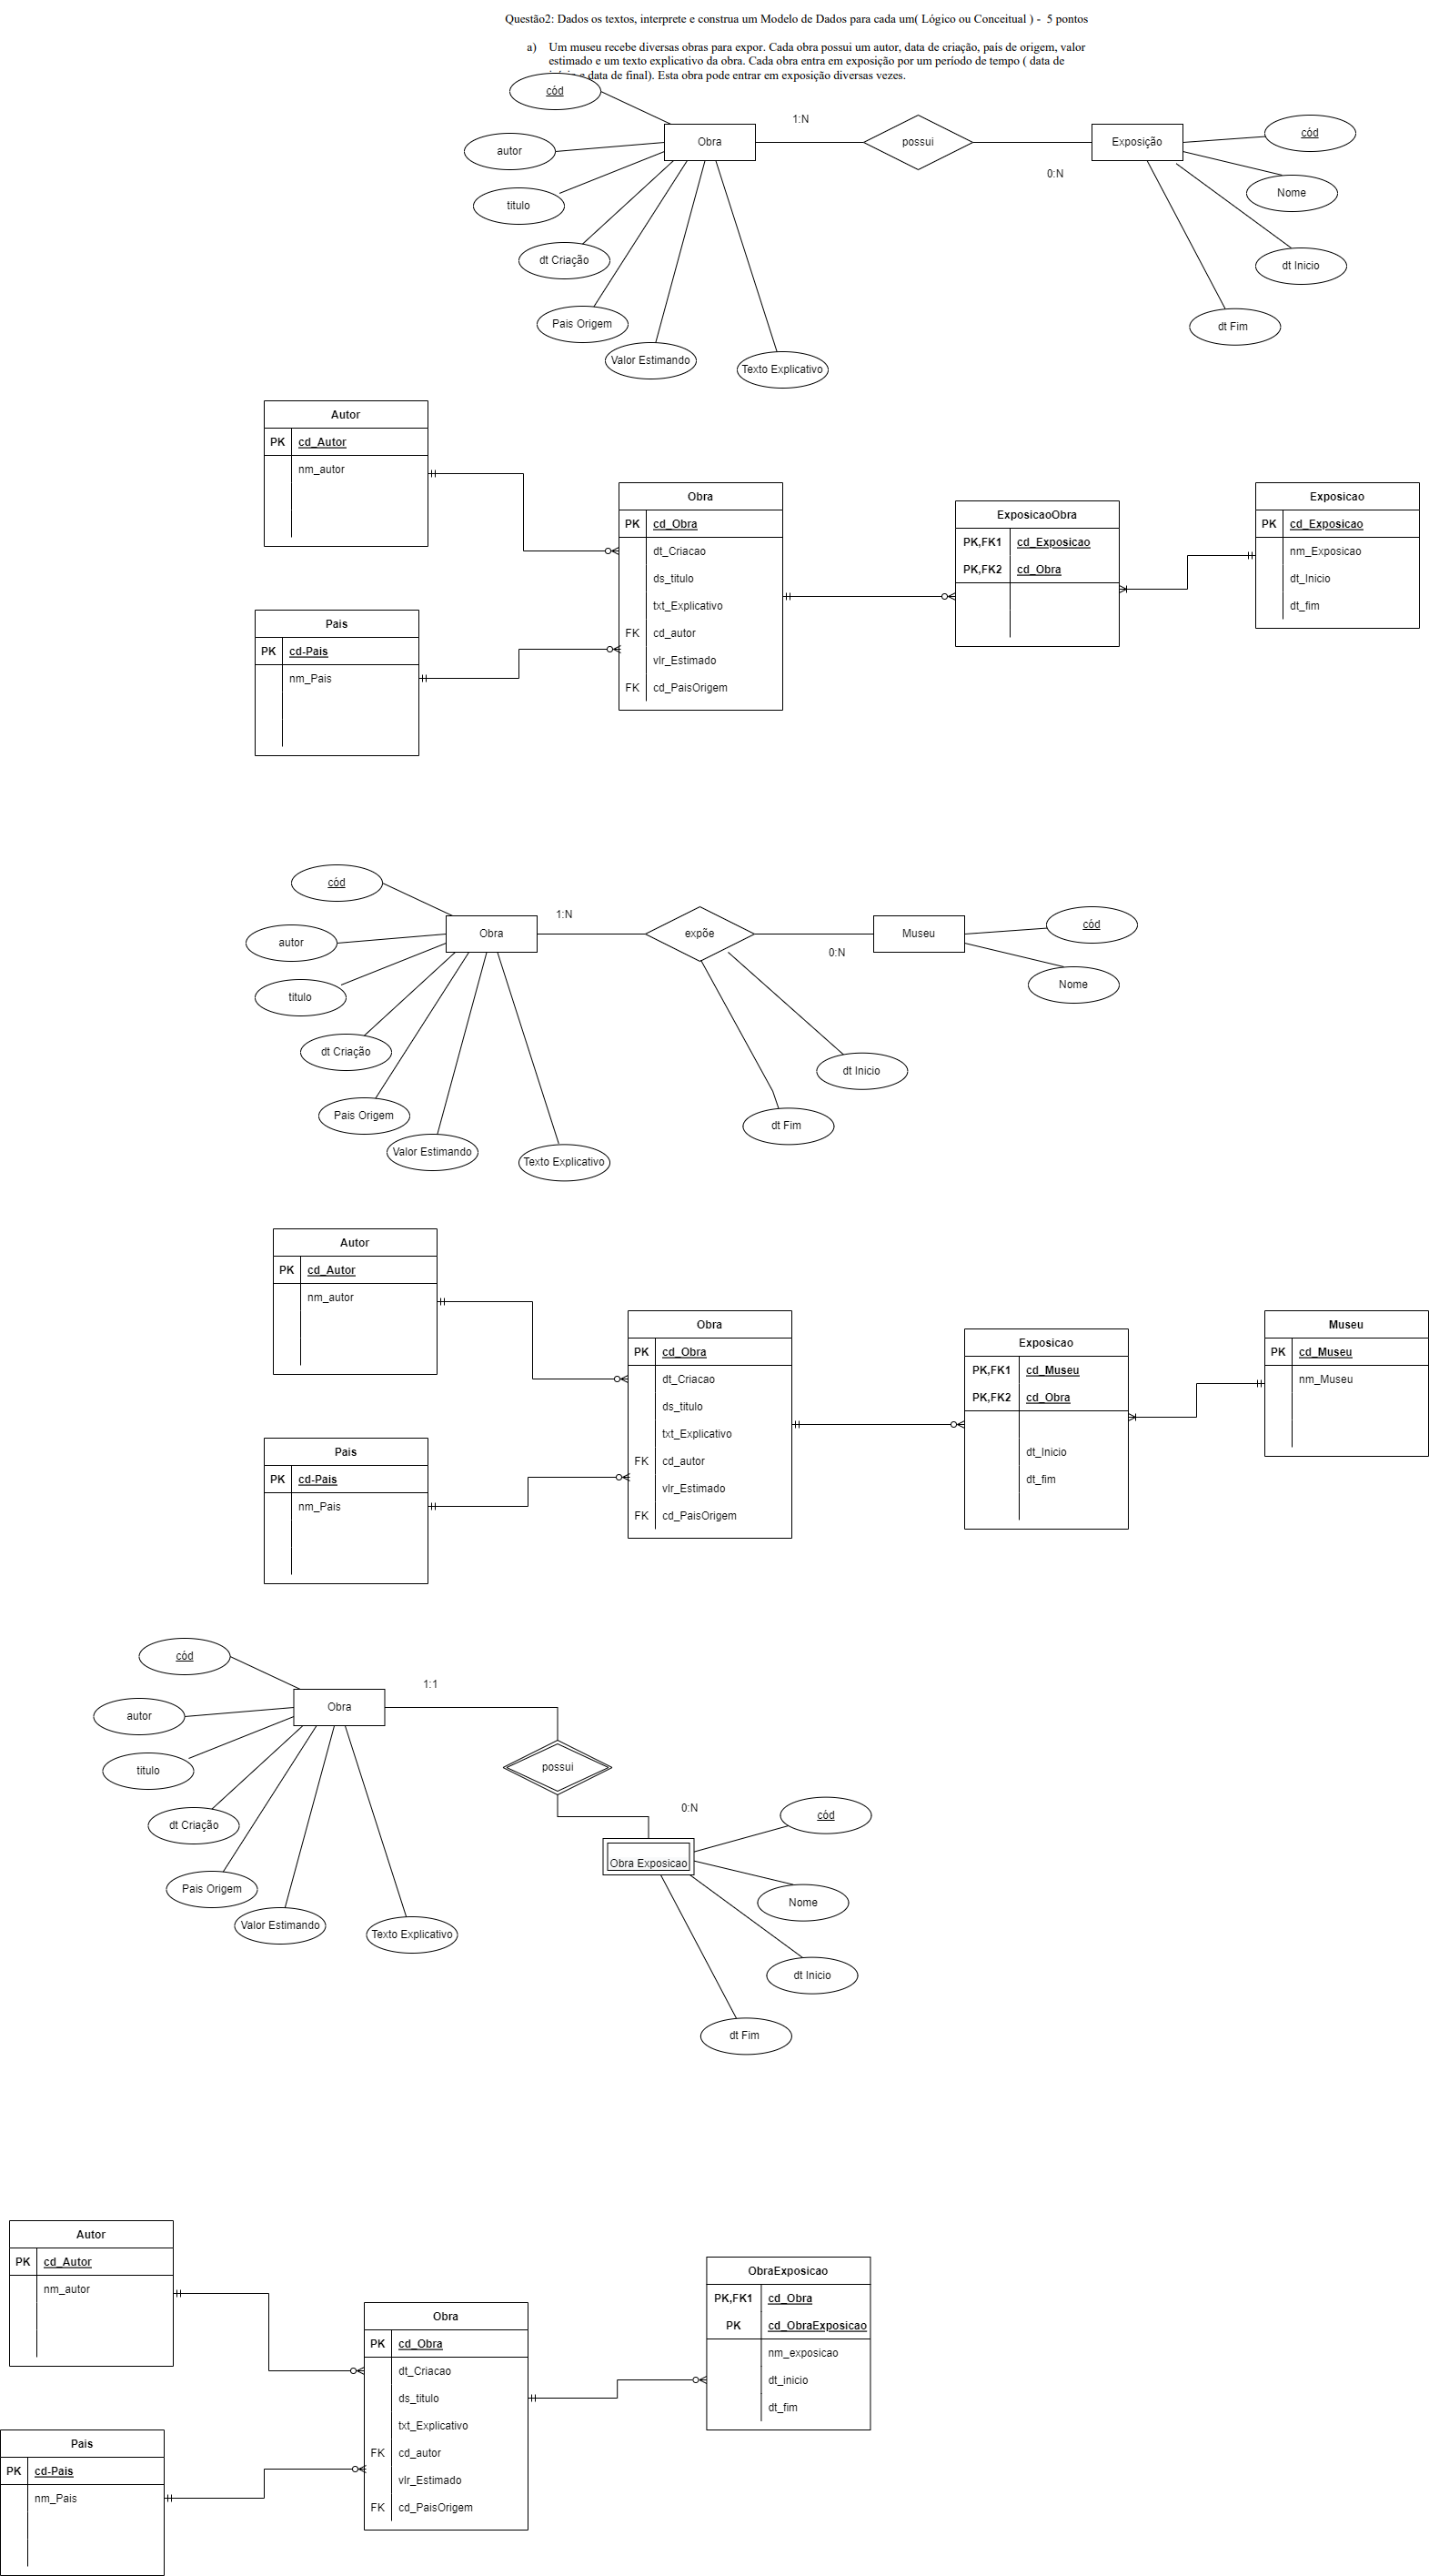 Questão2: Dados os textos, interprete e construa um Modelo de Dados para cada um( Lógico ou Conceitual ) - 5 pontos
a) Um museu recebe diversas obras para expor. Cada obra possui um autor, data de criação, país de origem, valor
estimado e um texto explicativo da obra. Cada obra entra em exposição por um período de tempo ( data de
data de final). Esta obra pode entrar em exposição diversas vezes.
cód
autor
titulo
dt Criação
Pais Origem
Valor Estimando
Texto Explicativo
Obra
1:N
possui
0:N
Exposição
cód
Nome
dt Inicio
dt Fim
Autor
PK cd_Autor
nm_autor
Pais
PK cd-Pais
nm_Pais
Obra
PK cd_Obra
dt_Criacao
ds_titulo
txt_Explicativo
FK cd_autor
vlr_Estimado
FK cd_PaisOrigem
ExposicaoObra
PK,FK1 cd_Exposicao
PK,FK2 cd_Obra
Exposicao
PK cd_Exposicao
nm_Exposicao
dt_Inicio
dt_fim
cód
autor
titulo
dt Criação
Pais Origem
Valor Estimando
Texto Explicativo
Obra
1:N
expõe
0:N
Museu
cód
Nome
dt Inicio
dt Fim
Autor
PK cd_Autor
nm_autor
Pais
PK cd-Pais
nm_Pais
Obra
PK cd_Obra
dt_Criacao
ds_titulo
txt_Explicativo
FK cd_autor
vlr_Estimado
FK cd_PaisOrigem
Exposicao
PK,FK1 cd_Museu
PK,FK2 cd_Obra
dt_Inicio
dt_fim
Museu
PK cd_Museu
nm_Museu
cód
autor
titulo
dt Criação
Pais Origem
Valor Estimando
Texto Explicativo
Obra
1:1
possui
0:N
Obra Exposicao
cód
Nome
dt Inicio
dt Fim
Autor
PK cd_Autor
nm_autor
Pais
PK cd-Pais
nm_Pais
Obra
PK cd_Obra
dt_Criacao
ds_titulo
txt_Explicativo
FK cd_autor
vlr_Estimado
FK cd_PaisOrigem
ObraExposicao
PK,FK1 cd_Obra
PK cd_ObraExposicao
nm_exposicao
dt_inicio
dt_fim